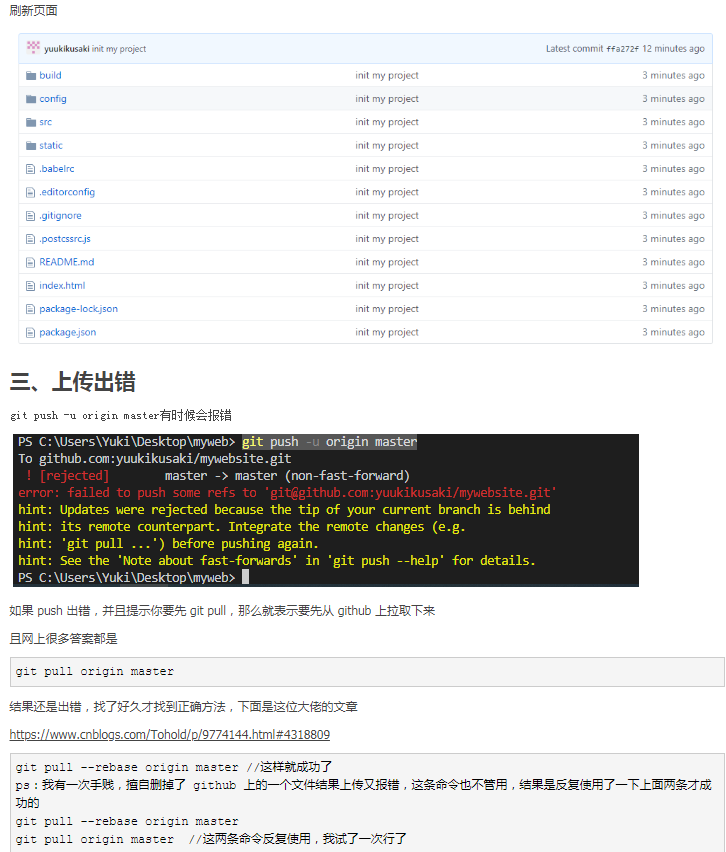 刷新页面
yuukikusaki init my project Latest commit ffa272f 12 minutes ago
build init my project 3 minutes ago
config init my project 3 minutes ago
src init my project 3 minutes ago
static init my project 3 minutes ago
.babelrc init my project 3 minutes ago
.editorconfig init my project 3 minutes ago
.gitignore init my project 3 minutes ago
.postcssrc.js init my project 3 minutes ago
README.md init my project 3 minutes ago
index.html init my project 3 minutes ago
package-lock.json init my project 3 minutes ago
package.json init my project 3 minutes ago
三、上传出错
git push -u origin master有时候会报错
PS C:\Users\Yuki\Desktop\myweb> git push -u origin master
To github.com:yuukikusaki/mywebsite.git
! [rejected] master -> master (non-fast-forward)
error: failed to push some refs to 'git@github.com:yuukikusaki/mywebsite.git'
hint: Updates were rejected because the tip of your current branch is behind
hint: its remote counterpart. Integrate the remote changes (e.g.
hint: 'git pull ...') before pushing again.
hint: See the 'Note about fast-forwards' in 'git push --help' for details.
PS C:\Users\Yuki\Desktop\myweb>
如果 push 出错，并且提示你要先 git pull，那么就表示要先从 github 上拉取下来
且网上很多答案都是
git pull origin master
结果还是出错，找了好久才找到正确方法，下面是这位大佬的文章
https://www.cnblogs.com/Tohold/p/9774144.html#4318809
git pull --rebase origin master //这样就成功了
ps：我有一次手贱，擅自删掉了 github 上的一个文件结果上传又报错，这条命令也不管用，结果是反复使用了一下上面两条才成
功的
git pull --rebase origin master
git pull origin master //这两条命令反复使用，我试了一次行了